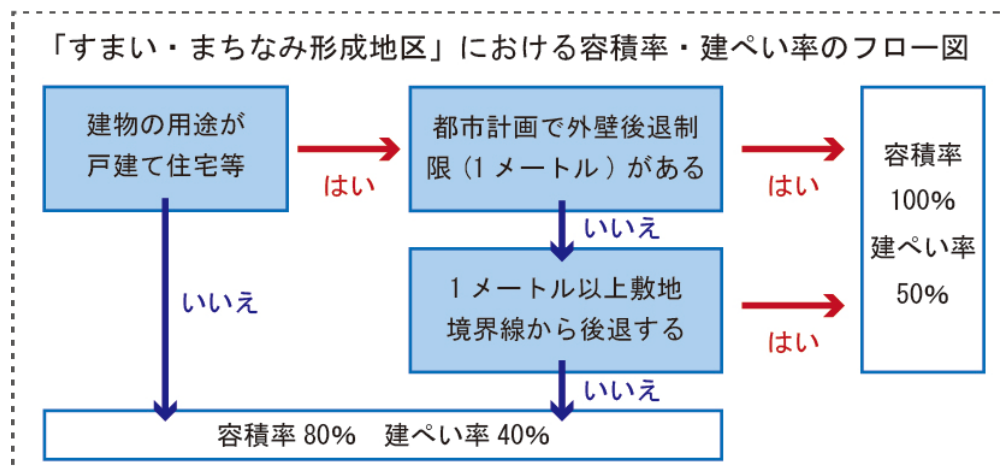 「すまい・まちなみ形成地区」における容積率・建ぺい率のフロー図
建物の用途が
戸建て住宅等
はい
都市計画で外壁後退制
限(1メートル)がある
はい
容積率
100%
建ぺい率
50%
いいえ
いいえ
1メートル以上敷地
境界線から後退する
はい
いいえ
容積率80% 建ぺい率40%